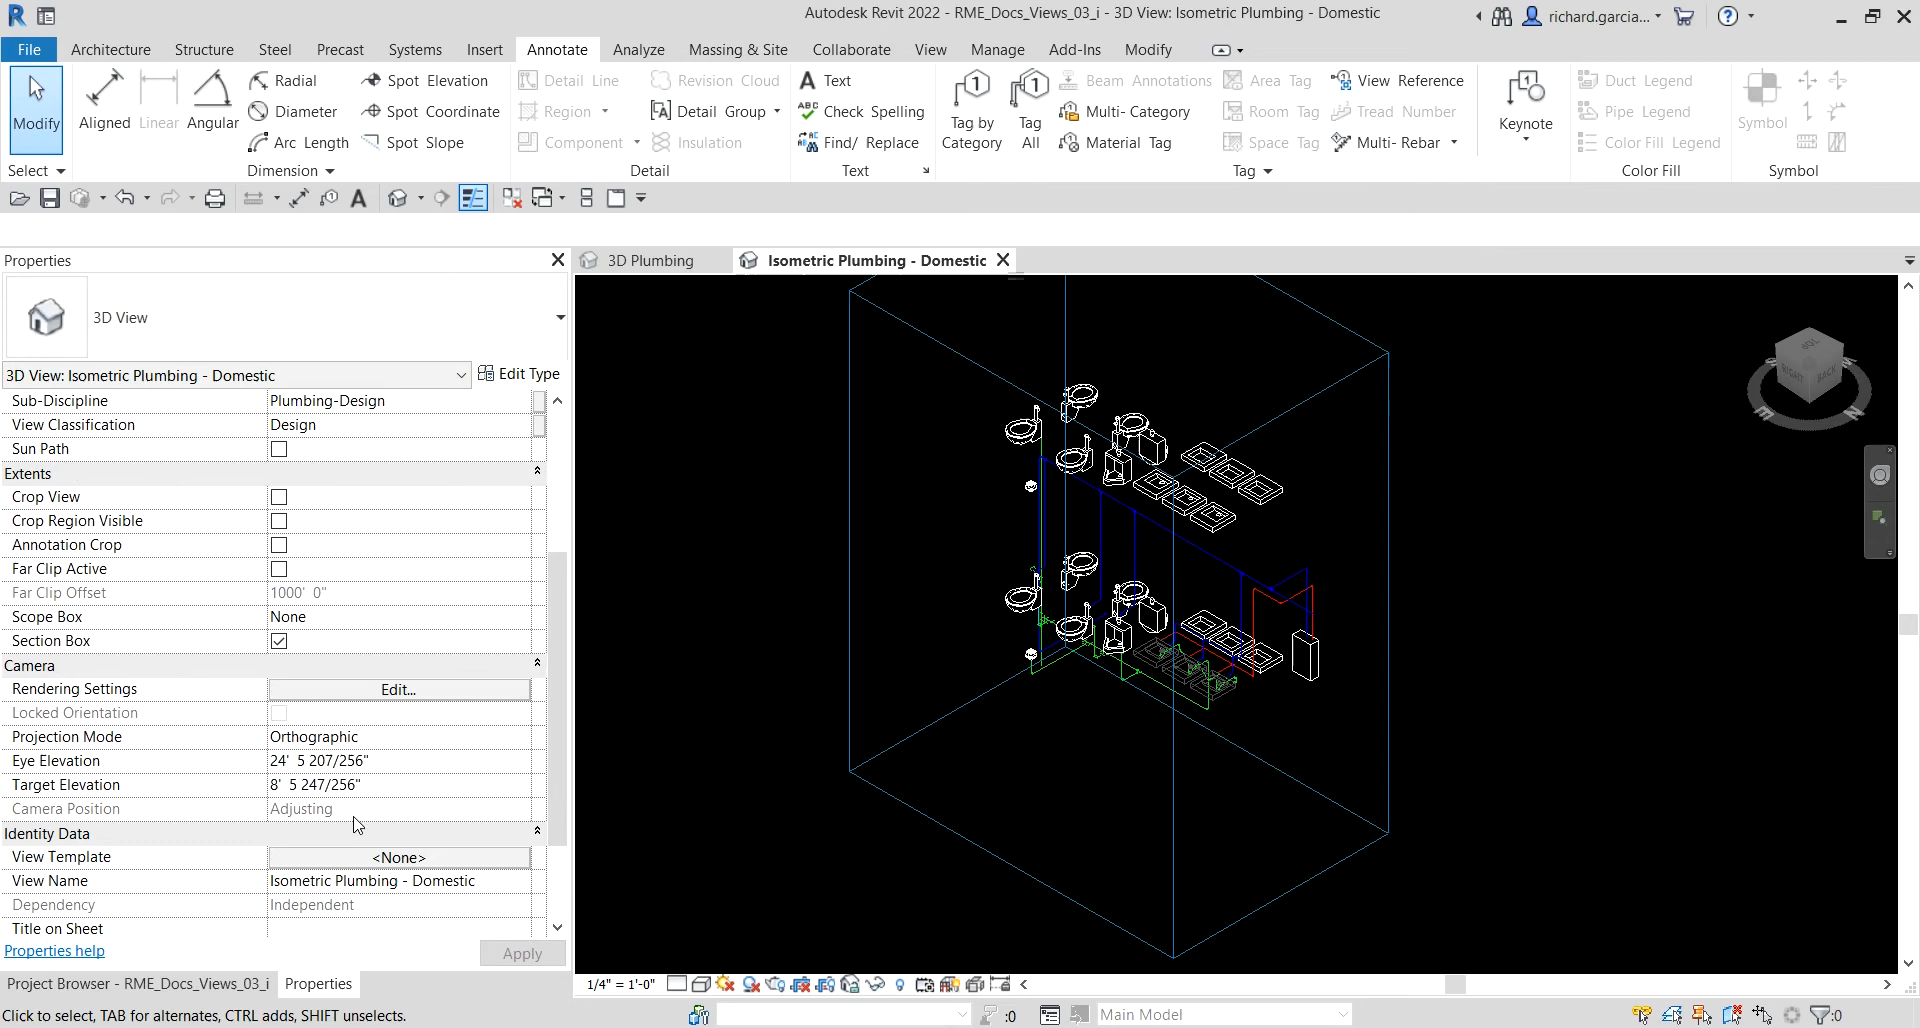 Autodesk Revit 2022 - RME_Docs_Views_03_i - 3D View: Isometric Plumbing - Domestic
richard.garcia...
File Architecture Structure Steel Precast Systems Insert Annotate Analyze Massing & Site Collaborate View Manage Add-Ins Modify
Modify
Select
Aligned
Linear
Angular
Radial
Diameter
Arc Length
Spot Elevation
Spot Coordinate
Spot Slope
Dimension
Detail Line
Region
Component
Revision Cloud
Detail Group
Insulation
Detail
Text
Check Spelling
Find/ Replace
Text
Tag by
Category
Tag
All
Beam Annotations
Multi- Category
Material Tag
Area Tag
Room Tag
Space Tag
View Reference
Tread Number
Multi- Rebar
Tag
Keynote
Duct Legend
Pipe Legend
Color Fill Legend
Color Fill
Symbol
Symbol
Properties
3D View
3D View: Isometric Plumbing - Domestic
Edit Type
Sub-Discipline Plumbing-Design
View Classification Design
Sun Path
Extents
Crop View
Crop Region Visible
Annotation Crop
Far Clip Active
Far Clip Offset 1000' 0"
Scope Box None
Section Box
Camera
Rendering Settings Edit...
Locked Orientation
Projection Mode Orthographic
Eye Elevation 24' 5 207/256"
Target Elevation 8' 5 247/256"
Camera Position Adjusting
Identity Data
View Template <None>
View Name Isometric Plumbing - Domestic
Dependency Independent
Title on Sheet
Properties help
Apply
Project Browser - RME_Docs_Views_03_i Properties
3D Plumbing
Isometric Plumbing - Domestic
TOP
RIGHT
BACK
E
N
1/4" = 1'-0"
Click to select, TAB for alternates, CTRL adds, SHIFT unselects.
:0
Main Model
:0